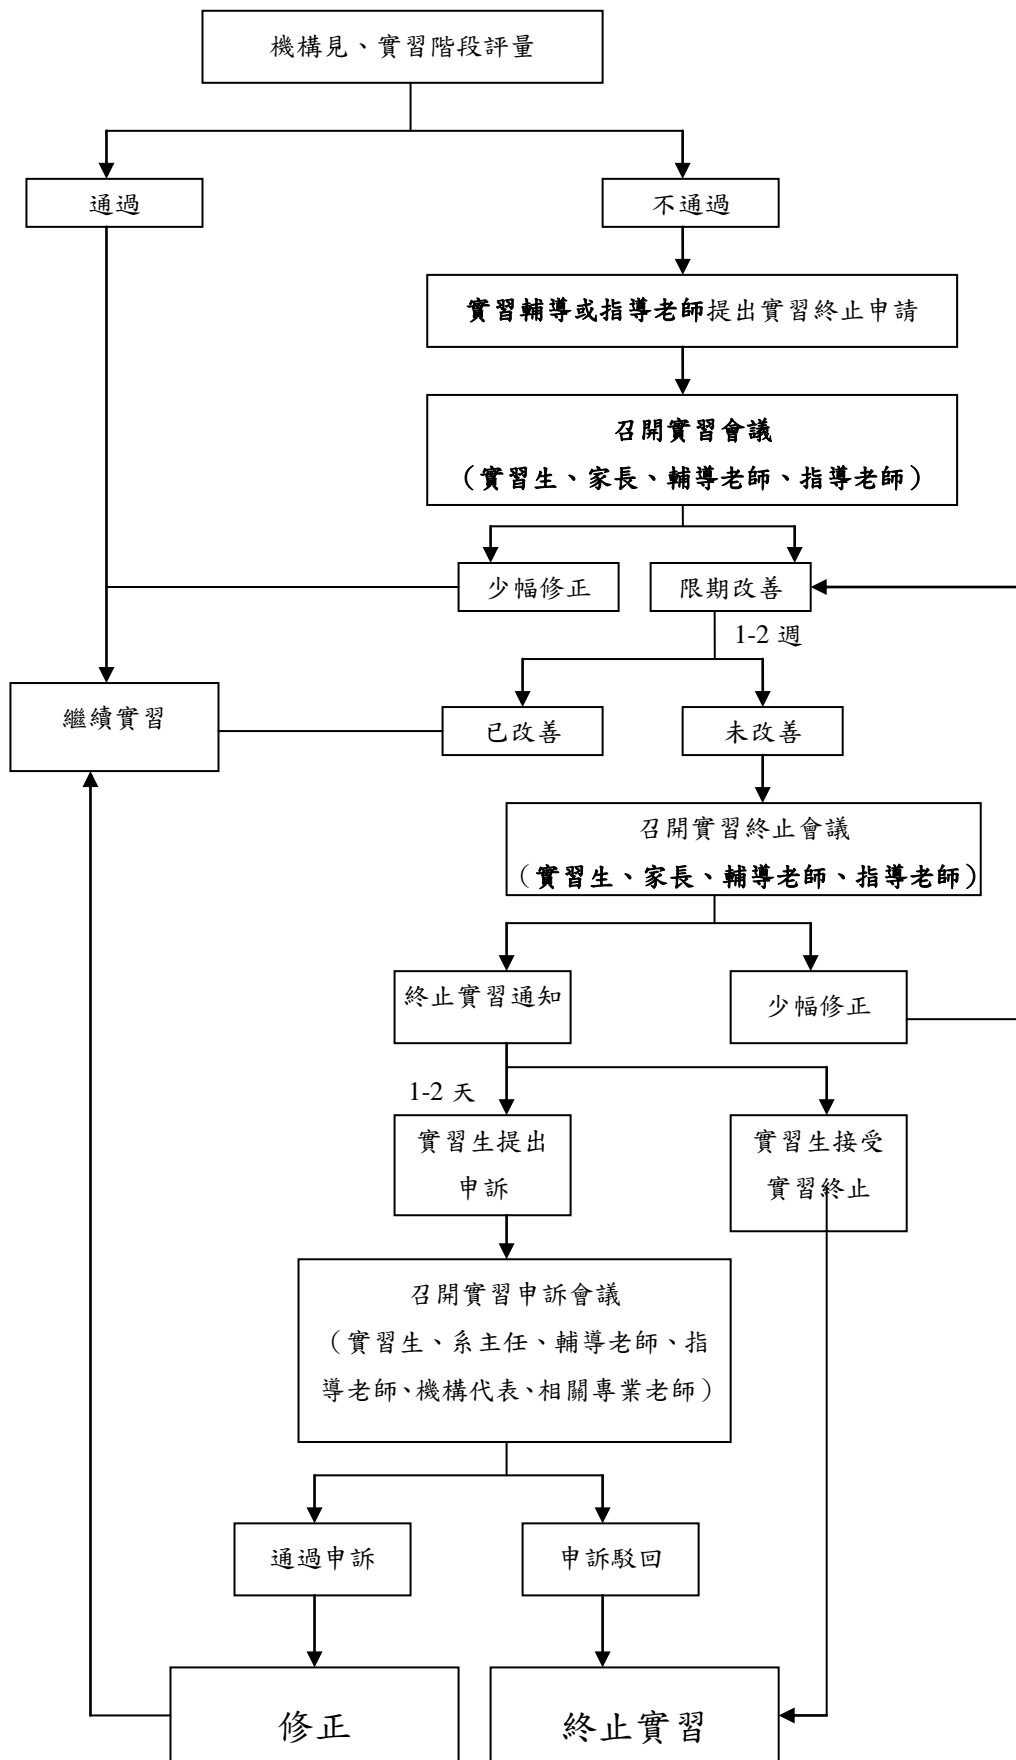 機構見、實習階段評量
通過
不通過
實習輔導或指導老師提出實習終止申請
召開實習會議
（實習生、家長、輔導老師、指導老師）
少幅修正
限期改善
1-2 週
繼續實習
已改善
未改善
召開實習終止會議
（實習生、家長、輔導老師、指導老師）
終止實習通知
少幅修正
1-2 天
實習生提出
申訴
實習生接受
實習終止
召開實習申訴會議
（實習生、系主任、輔導老師、指
導老師、機構代表、相關專業老師）
通過申訴
申訴駁回
修正
終止實習